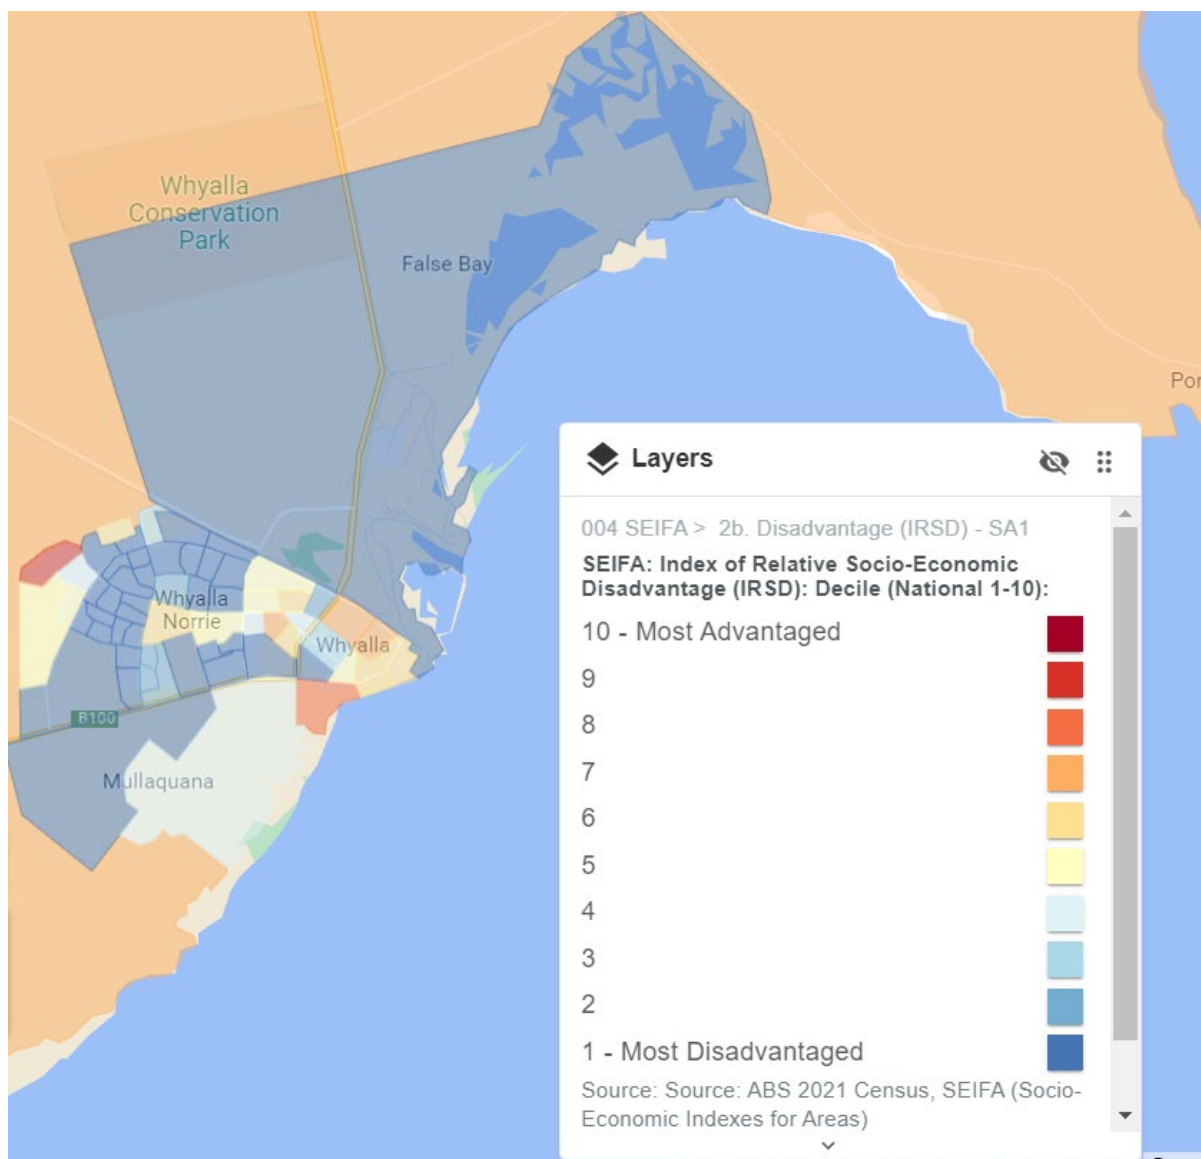 Whyalla
Conservation
Park
False Bay
Por
Layers
004 SEIFA > 2b. Disadvantage (IRSD) - SA1
SEIFA: Index of Relative Socio-Economic
Disadvantage (IRSD): Decile (National 1-10):
10 - Most Advantaged
9
8
7
6
5
4
3
2
1 - Most Disadvantaged
Source: Source: ABS 2021 Census, SEIFA (Socio-
Economic Indexes for Areas)
Whyalla
Norrie
Whyalla
B100
Mullaquana